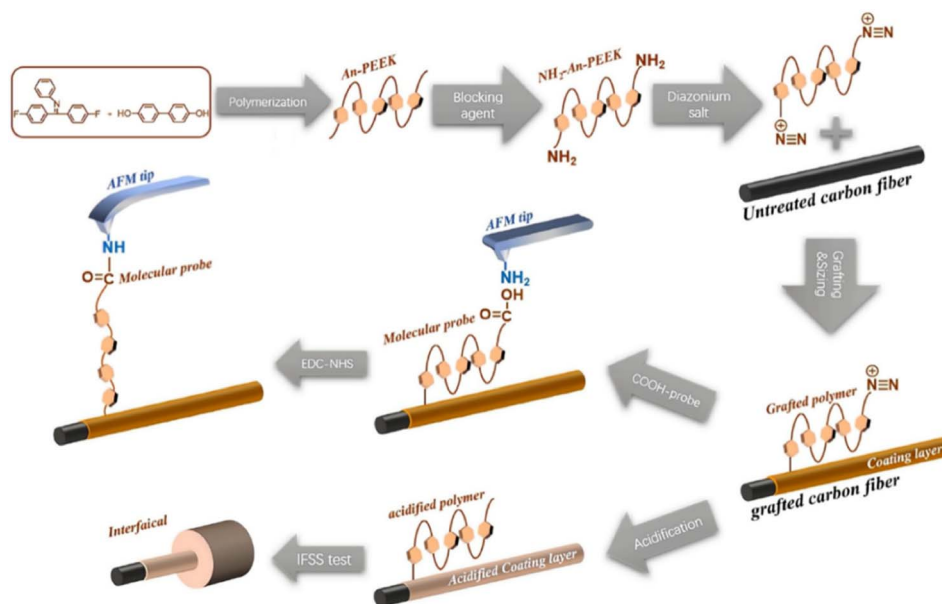 An-PEEK
NH₂-An-PEEK
NH₂
N≡N
⊕
⊕
N≡N
N
F
F
+
HO
OH
Polymerization
Blocking
agent
Diazonium
salt
NH₂
+
Untreated carbon fiber
AFM tip
NH
O=C
Molecular probe
AFM tip
NH₂
OH
O=C
Molecular probe
Grafting
&Sizing
EDC-NHS
COOH-probe
⊕
N≡N
Grafted polymer
Coating layer
grafted carbon fiber
acidified polymer
Acidification
Interfaical
IFSS test
Acidified Coating layer